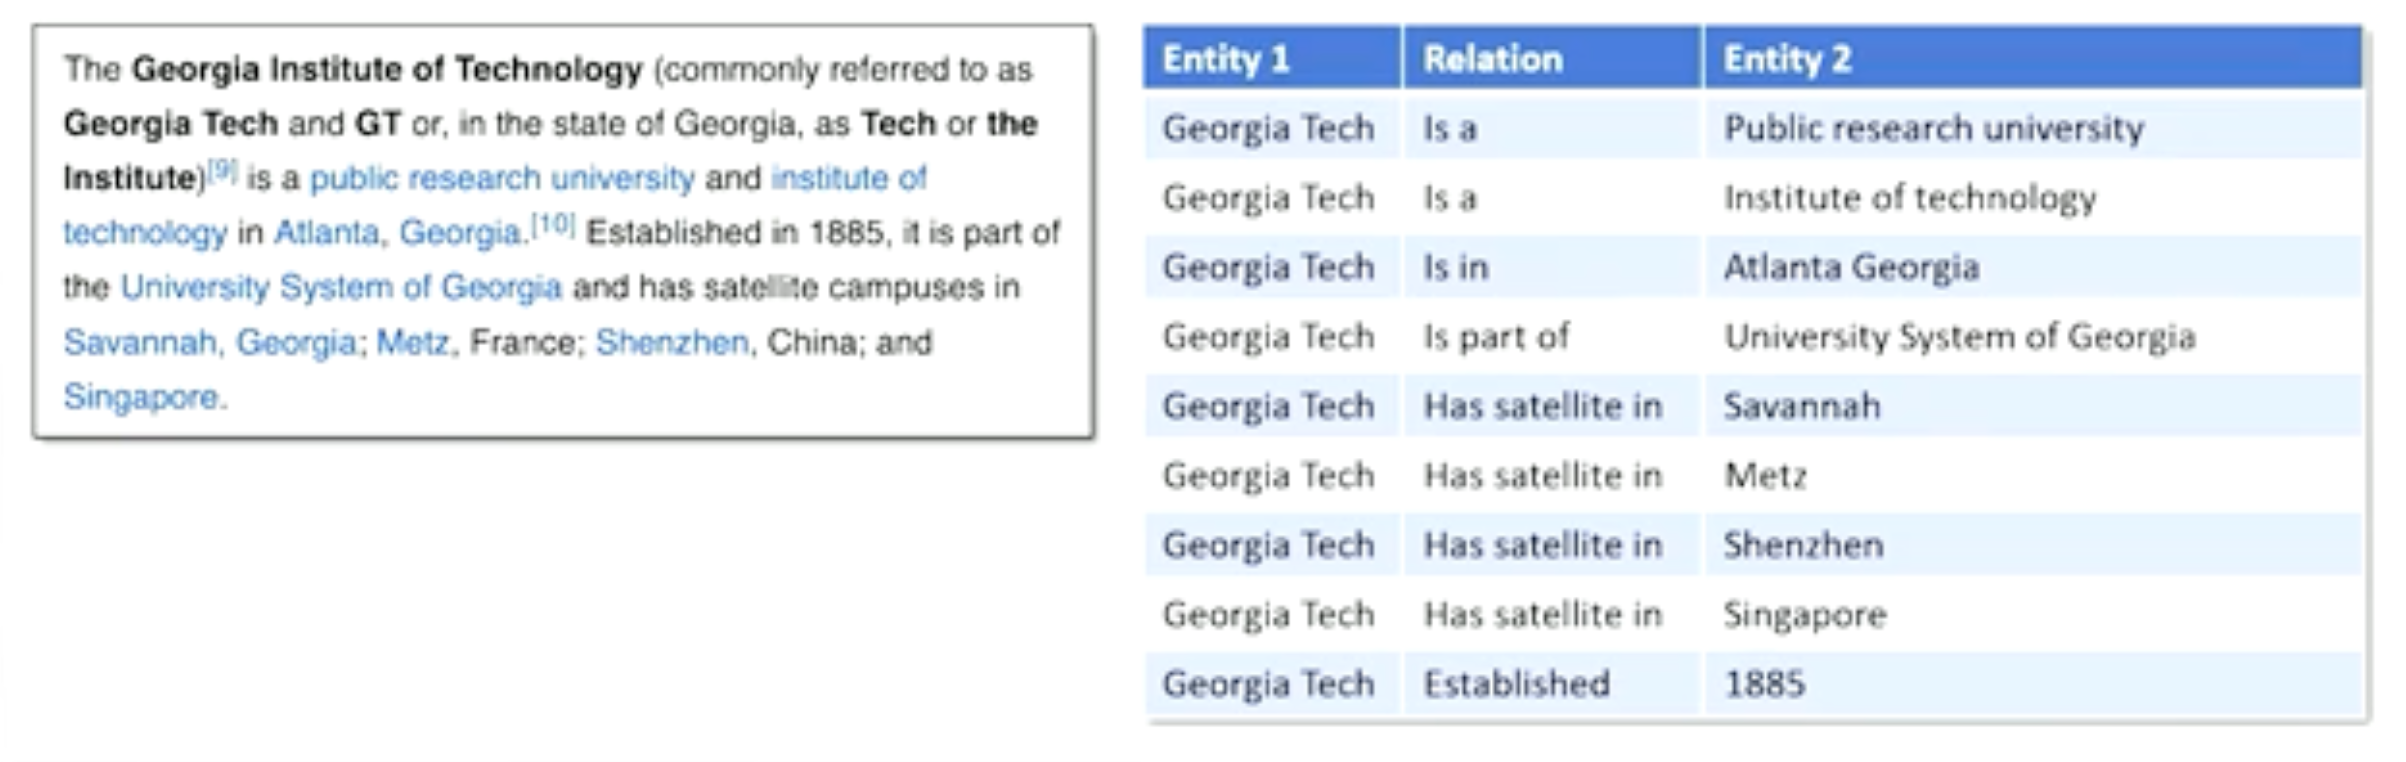 The Georgia Institute of Technology (commonly referred to as
Georgia Tech and GT or, in the state of Georgia, as Tech or the
Institute)[9] is a public research university and institute of
technology in Atlanta, Georgia.[10] Established in 1885, it is part of
the University System of Georgia and has satellite campuses in
Savannah, Georgia; Metz, France; Shenzhen, China; and
Singapore.
Entity 1 Relation Entity 2
Georgia Tech Is a Public research university
Georgia Tech Is a Institute of technology
Georgia Tech Is in Atlanta Georgia
Georgia Tech Is part of University System of Georgia
Georgia Tech Has satellite in Savannah
Georgia Tech Has satellite in Metz
Georgia Tech Has satellite in Shenzhen
Georgia Tech Has satellite in Singapore
Georgia Tech Established 1885